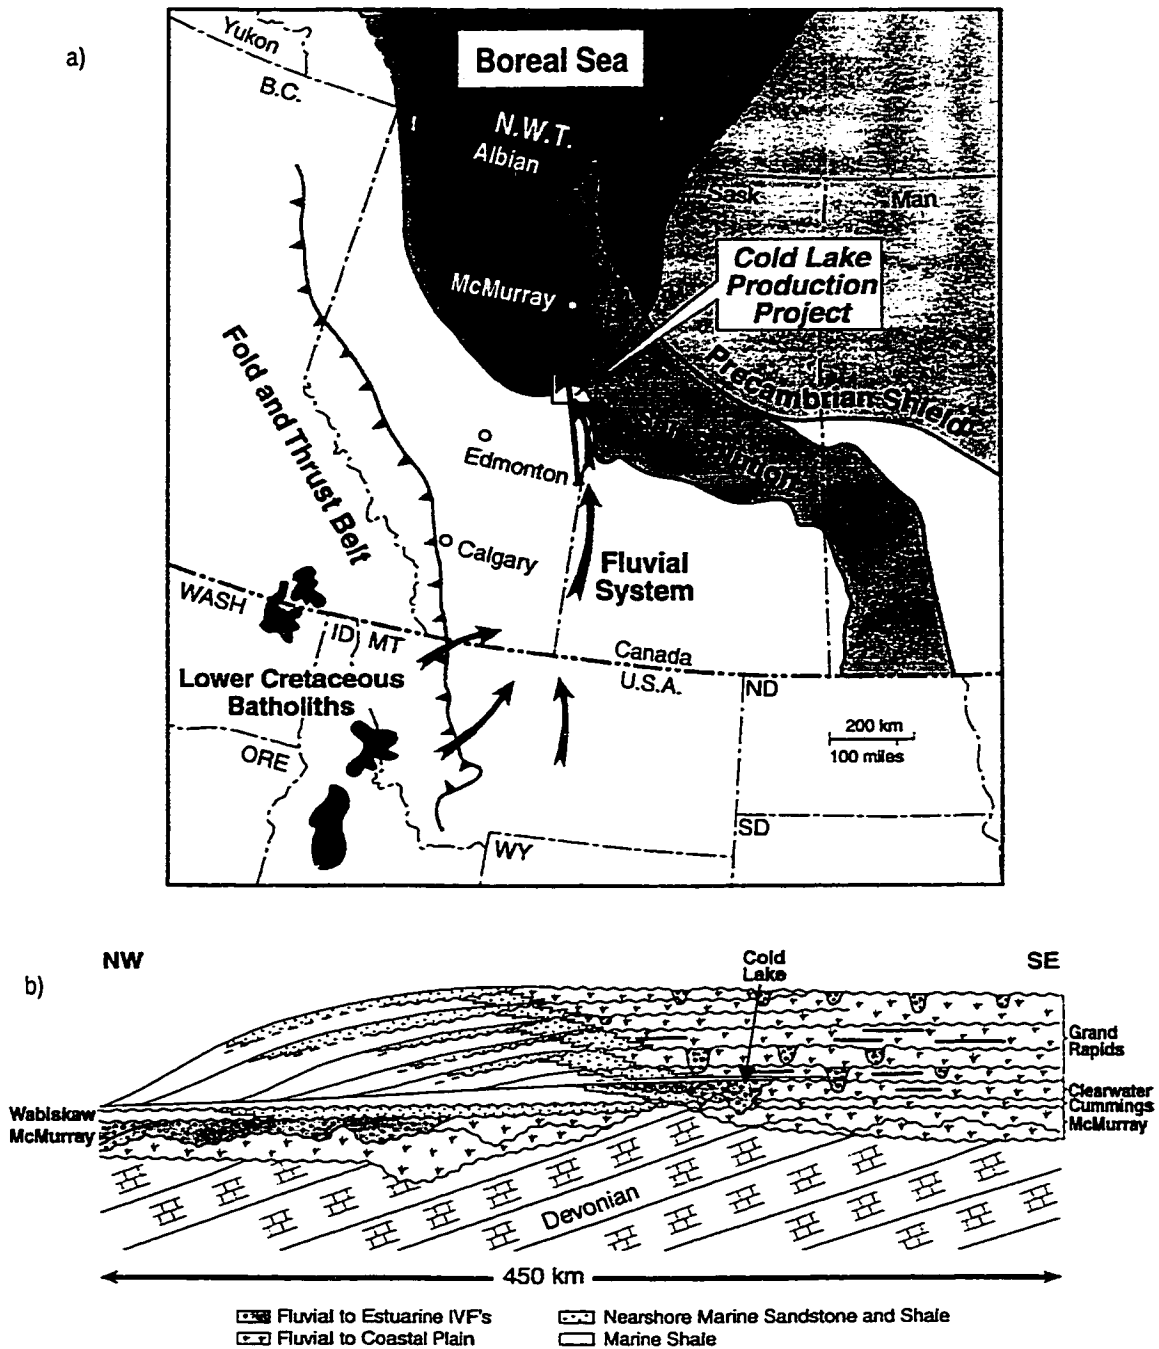 a)
Yukon
B.C.
Boreal Sea
N.W.T.
Albian
Sask
Man
McMurray
Cold Lake
Production
Project
Precambrian Shield
Fold and Thrust Belt
Edmonton
Calgary
Fluvial
System
WASH
ID
MT
Canada
U.S.A.
ND
Lower Cretaceous
Batholiths
ORE
200 km
100 miles
SD
WY
b)
NW
Cold
Lake
SE
Grand
Rapids
Wabiskaw
McMurray
Clearwater
Cummings
McMurray
Devonian
450 km
Fluvial to Estuarine IVF's
Nearshore Marine Sandstone and Shale
Fluvial to Coastal Plain
Marine Shale